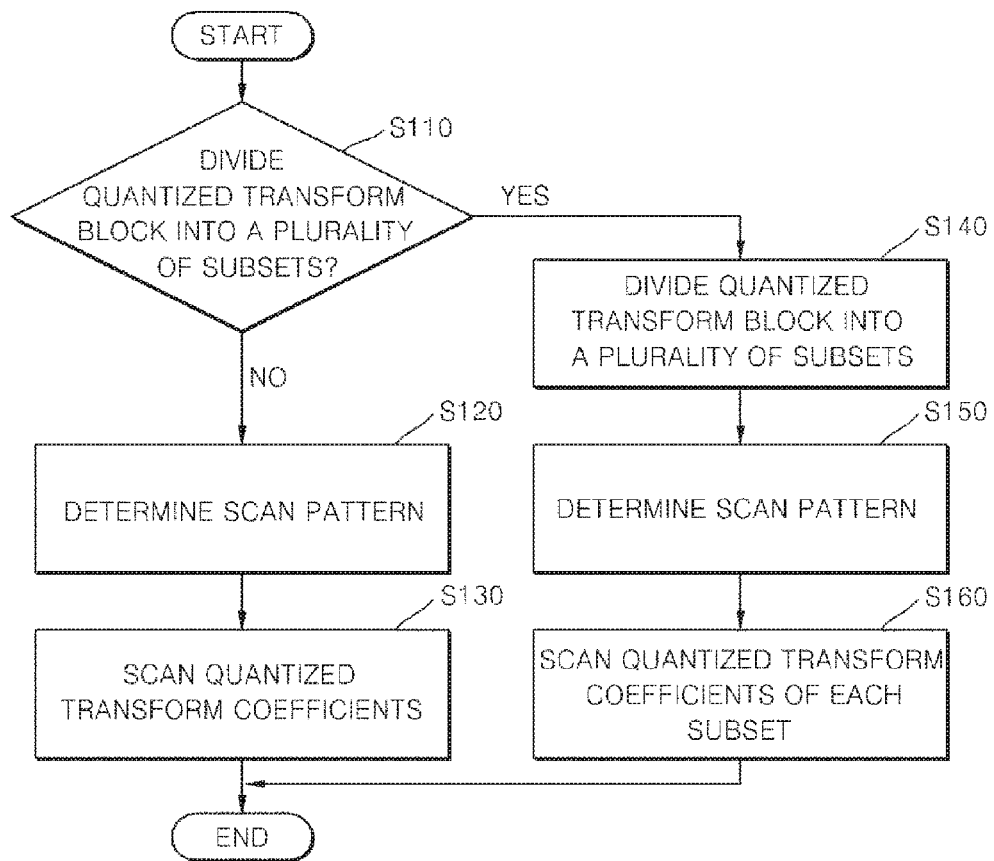 START
S110
DIVIDE
QUANTIZED TRANSFORM
BLOCK INTO A PLURALITY
OF SUBSETS?
YES
NO
S120
DETERMINE SCAN PATTERN
S130
SCAN QUANTIZED
TRANSFORM COEFFICIENTS
S140
DIVIDE QUANTIZED
TRANSFORM BLOCK INTO
A PLURALITY OF SUBSETS
S150
DETERMINE SCAN PATTERN
S160
SCAN QUANTIZED TRANSFORM
COEFFICIENTS OF EACH
SUBSET
END